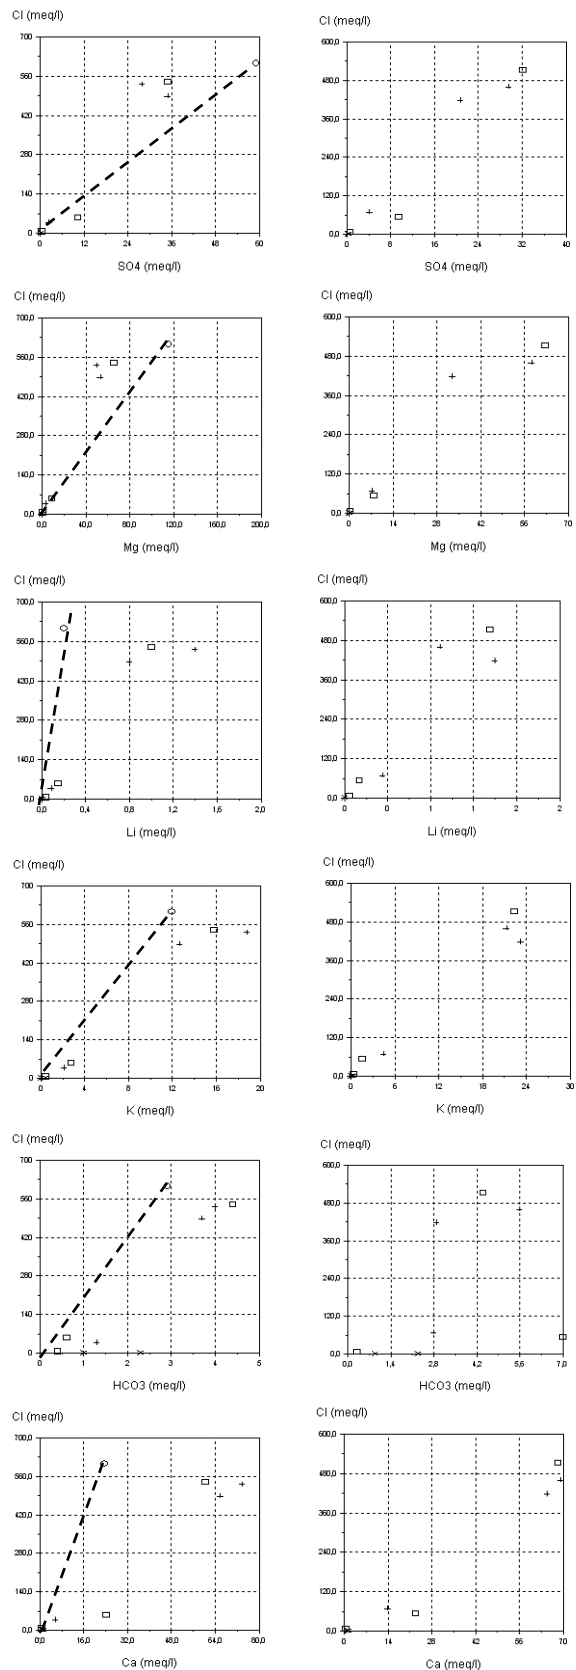 Cl (meq/l)
700
560
420
280
140
0
0 12 24 36 48 60
SO4 (meq/l)
Cl (meq/l)
600,0
480,0
360,0
240,0
120,0
0,0
0 8 16 24 32 40
SO4 (meq/l)
Cl (meq/l)
700,0
560,0
420,0
280,0
140,0
0,0
0,0 40,0 80,0 120,0 160,0 200,0
Mg (meq/l)
Cl (meq/l)
600,0
480,0
360,0
240,0
120,0
0,0
0 14 28 42 56 70
Mg (meq/l)
Cl (meq/l)
700,0
560,0
420,0
280,0
140,0
0,0
0,0 0,4 0,8 1,2 1,6 2,0
Li (meq/l)
Cl (meq/l)
600,0
480,0
360,0
240,0
120,0
0,0
0 0 1 1 2 2
Li (meq/l)
Cl (meq/l)
700
560
420
280
140
0
0 4 8 12 16 20
K (meq/l)
Cl (meq/l)
600,0
480,0
360,0
240,0
120,0
0,0
0 6 12 18 24 30
K (meq/l)
Cl (meq/l)
700
560
420
280
140
0
0 1 2 3 4 5
HCO3 (meq/l)
Cl (meq/l)
600,0
480,0
360,0
240,0
120,0
0,0
0,0 1,4 2,8 4,2 5,6 7,0
HCO3 (meq/l)
Cl (meq/l)
700,0
560,0
420,0
280,0
140,0
0,0
0,0 16,0 32,0 48,0 64,0 80,0
Ca (meq/l)
Cl (meq/l)
600,0
480,0
360,0
240,0
120,0
0,0
0 14 28 42 56 70
Ca (meq/l)